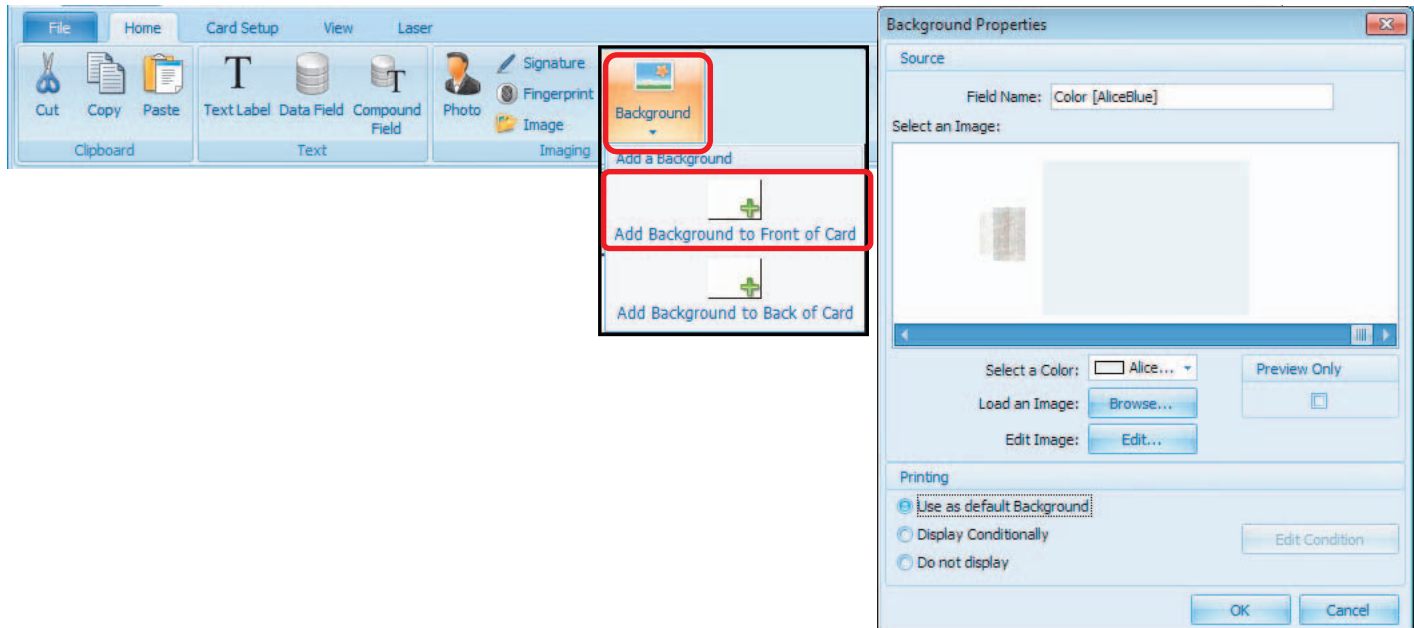 File Home Card Setup View Laser
Cut Copy Paste
Clipboard
Text Label Data Field Compound Field
Text
Photo
Signature
Fingerprint
Image
Imaging
Background
Add a Background
Add Background to Front of Card
Add Background to Back of Card
Background Properties
Source
Field Name: Color [AliceBlue]
Select an Image:
Select a Color: Alice...
Preview Only
Load an Image: Browse...
Edit Image: Edit...
Printing
Use as default Background
Display Conditionally
Edit Condition
Do not display
OK Cancel